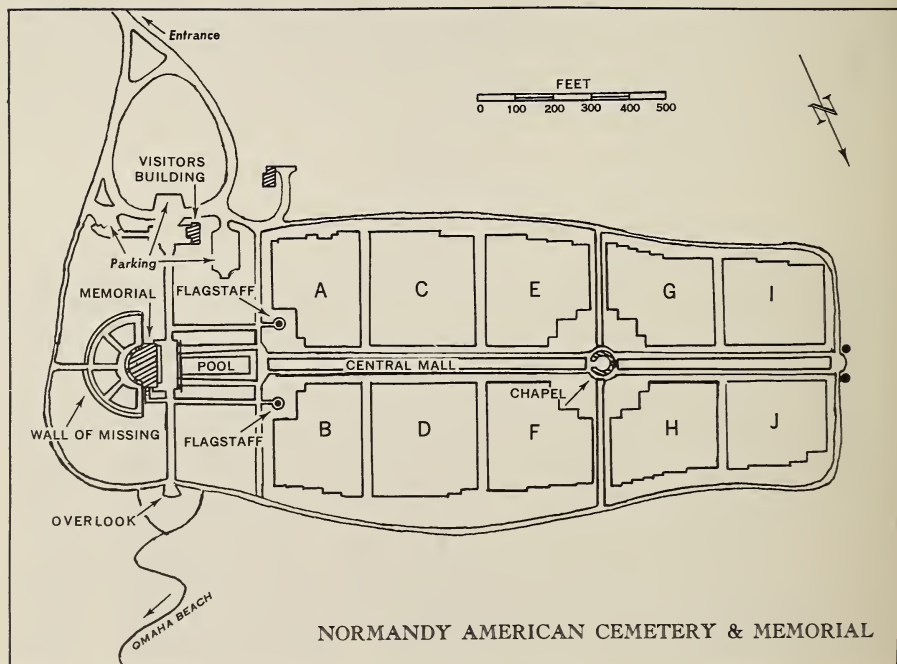 Entrance
FEET
0 100 200 300 400 500
N
VISITORS
BUILDING
Parking
MEMORIAL
FLAGSTAFF
A
C
E
G
I
POOL
CENTRAL MALL
CHAPEL
WALL OF MISSING
FLAGSTAFF
B
D
F
H
J
OVERLOOK
OMAHA BEACH
NORMANDY AMERICAN CEMETERY & MEMORIAL